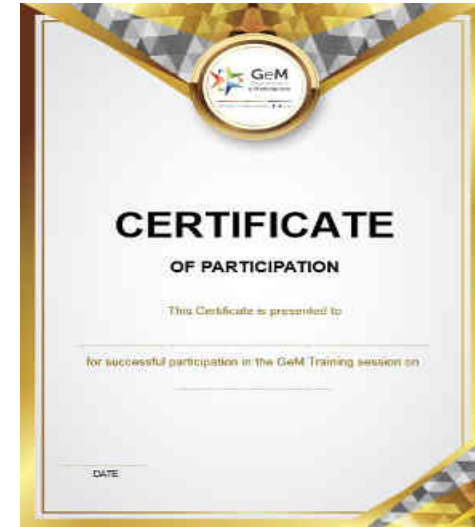 GeM
CERTIFICATE
OF PARTICIPATION
This Certificate is presented to
for successful participation in the GeM Training session on
DATE